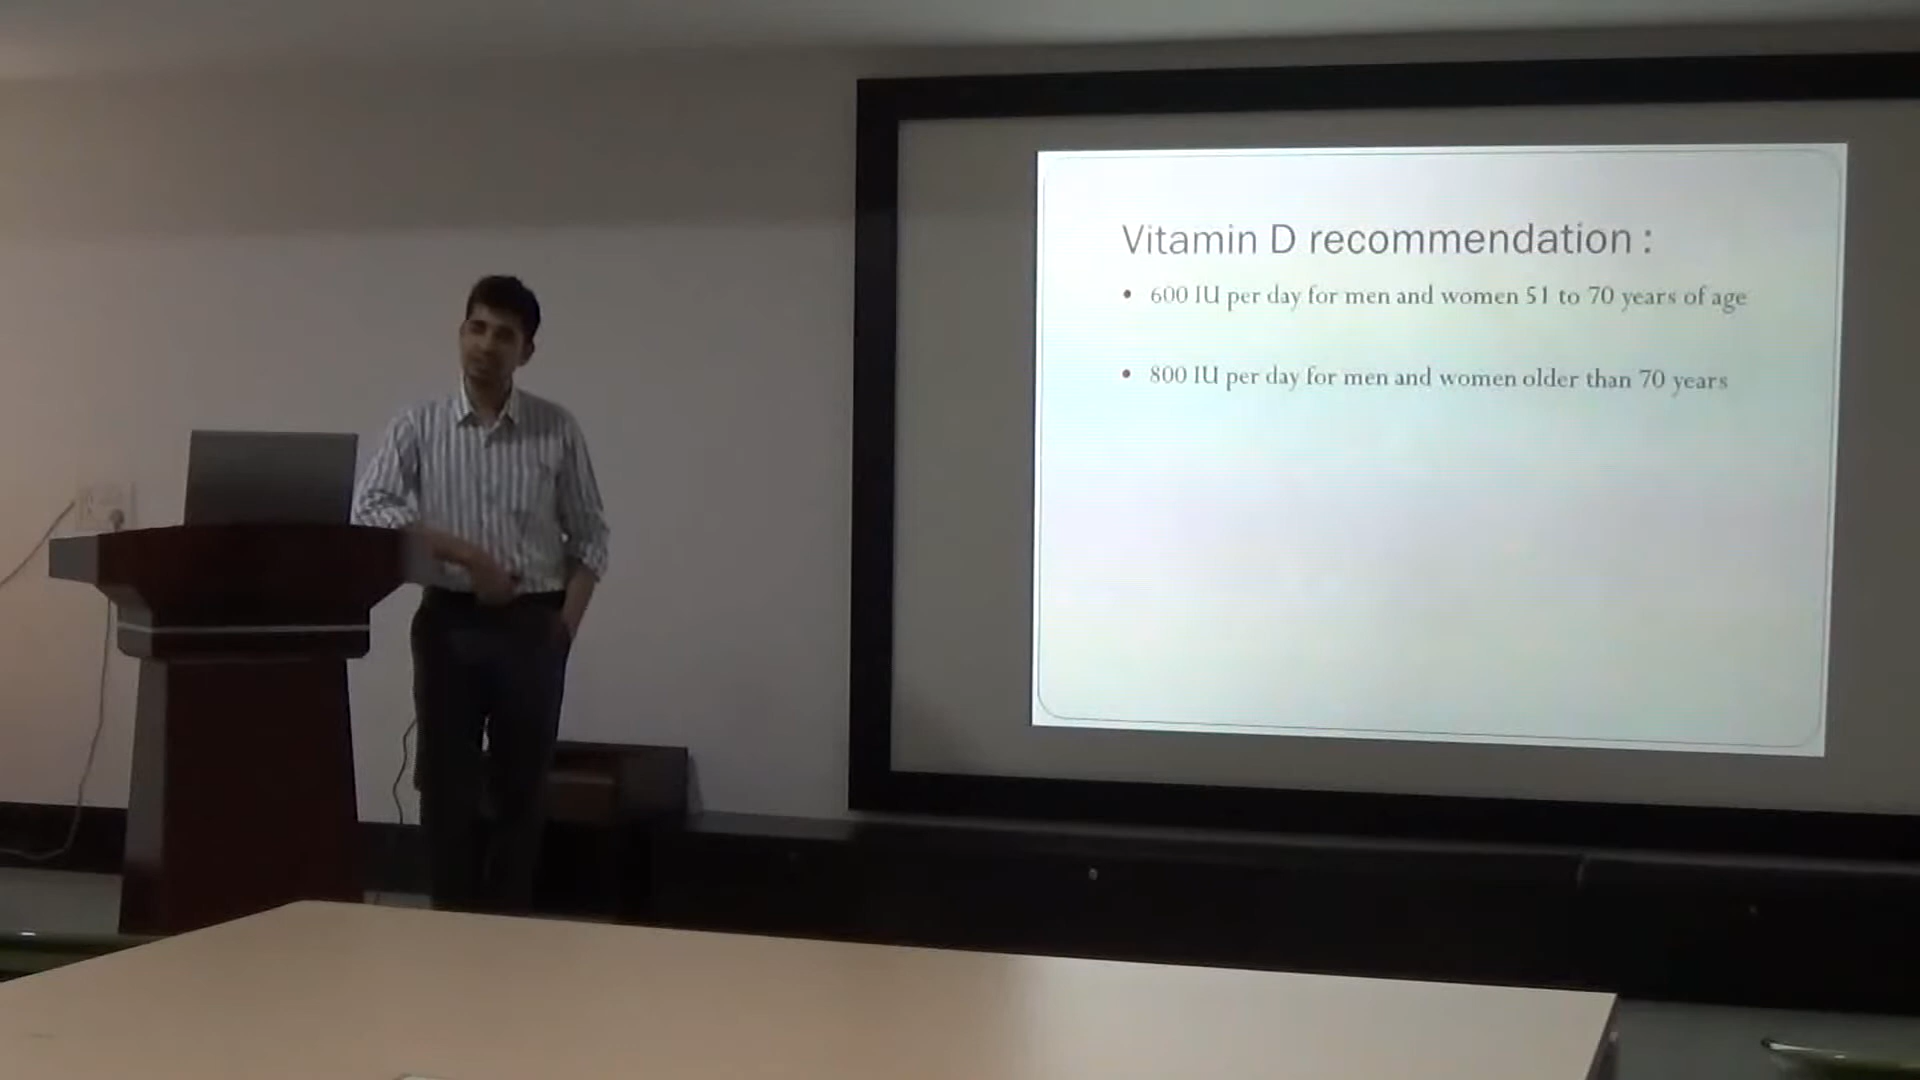 Vitamin D recommendation :
• 600 IU per day for men and women 51 to 70 years of age
• 800 IU per day for men and women older than 70 years